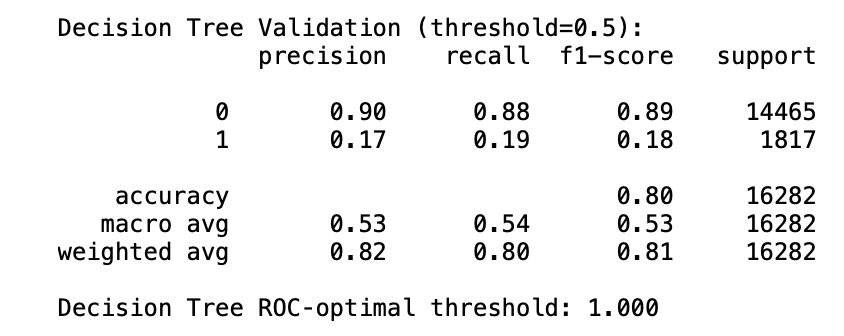 Decision Tree Validation (threshold=0.5):
precision recall f1-score support
0 0.90 0.88 0.89 14465
1 0.17 0.19 0.18 1817
accuracy 0.80 16282
macro avg 0.53 0.54 0.53 16282
weighted avg 0.82 0.80 0.81 16282
Decision Tree ROC-optimal threshold: 1.000